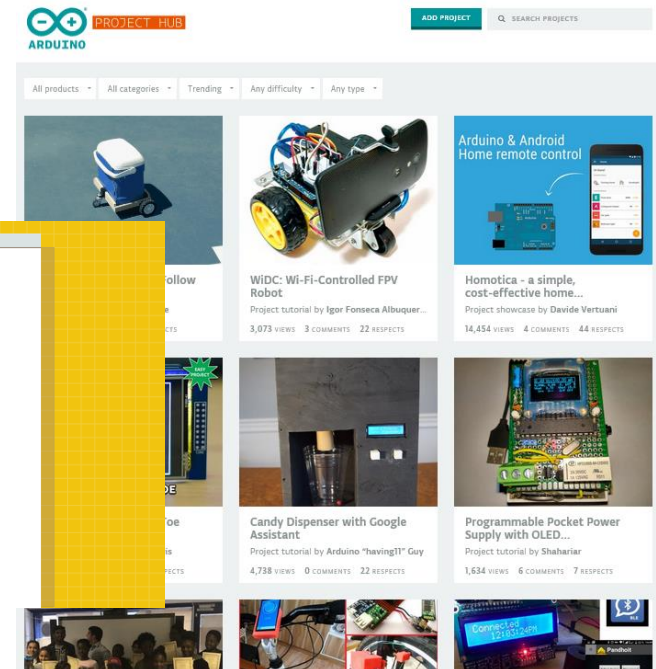 PROJECT HUB
ARDUINO
ADD PROJECT
SEARCH PROJECTS
All products
All categories
Trending
Any difficulty
Any type
Arduino & Android
Home remote control
WiDC: Wi-Fi-Controlled FPV
Robot
Project tutorial by Igor Fonseca Albuquer...
3,073 VIEWS 3 COMMENTS 22 RESPECTS
Homotica - a simple,
cost-effective home...
Project showcase by Davide Vertuani
14,454 VIEWS 4 COMMENTS 44 RESPECTS
EASY
PROJECT
Candy Dispenser with Google
Assistant
Project tutorial by Arduino "having11" Guy
4,738 VIEWS 0 COMMENTS 22 RESPECTS
Programmable Pocket Power
Supply with OLED...
Project tutorial by Shahariar
1,634 VIEWS 6 COMMENTS 7 RESPECTS
Connected
12:03:24PM
Pandhoit